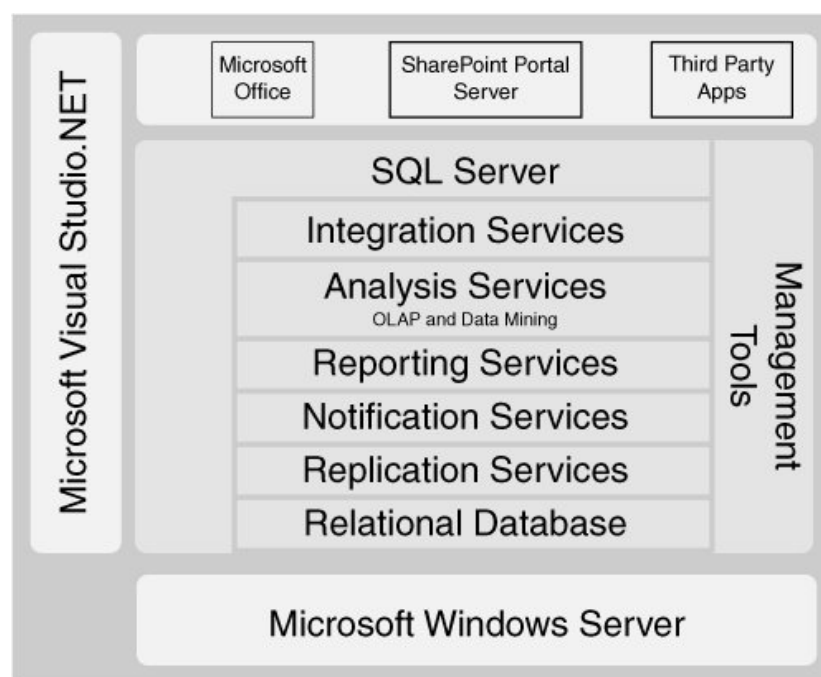 Microsoft Visual Studio.NET
Microsoft
Office
SharePoint Portal
Server
Third Party
Apps
SQL Server
Integration Services
Analysis Services
OLAP and Data Mining
Reporting Services
Notification Services
Replication Services
Relational Database
Management
Tools
Microsoft Windows Server